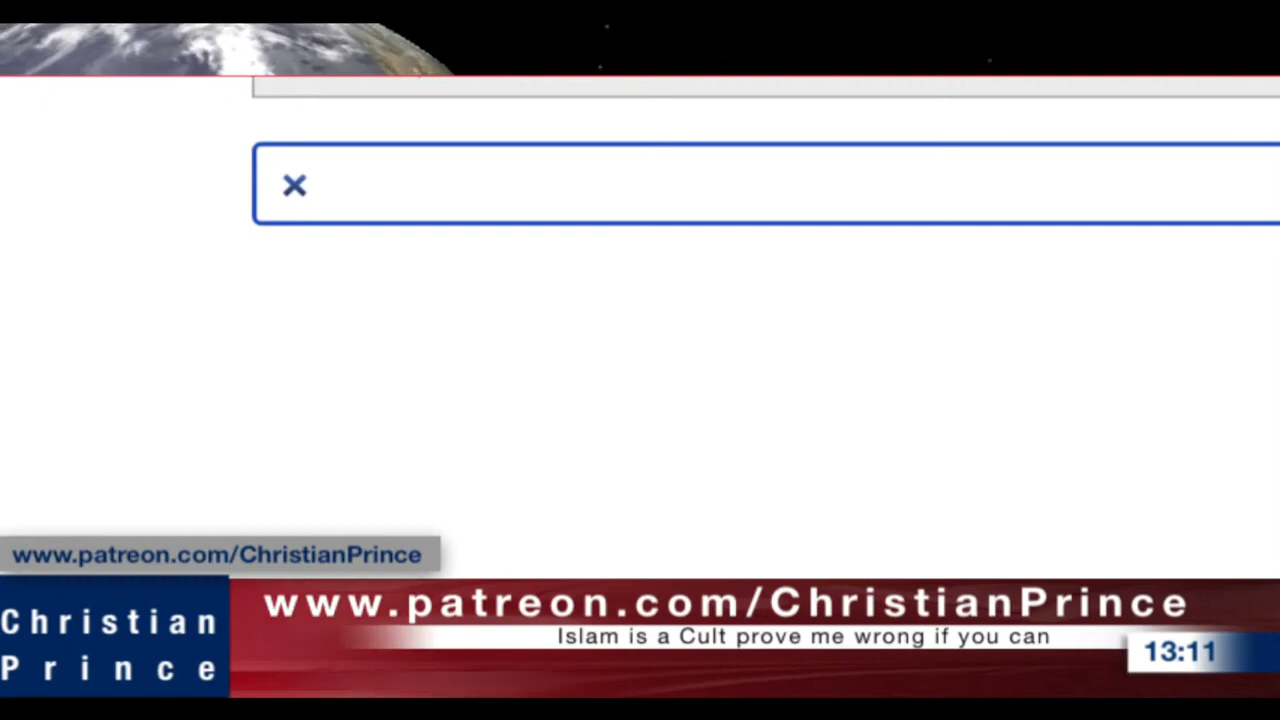 www.patreon.com/ChristianPrince
Christian
Prince
www.patreon.com/ChristianPrince
Islam is a Cult prove me wrong if you can
13:11